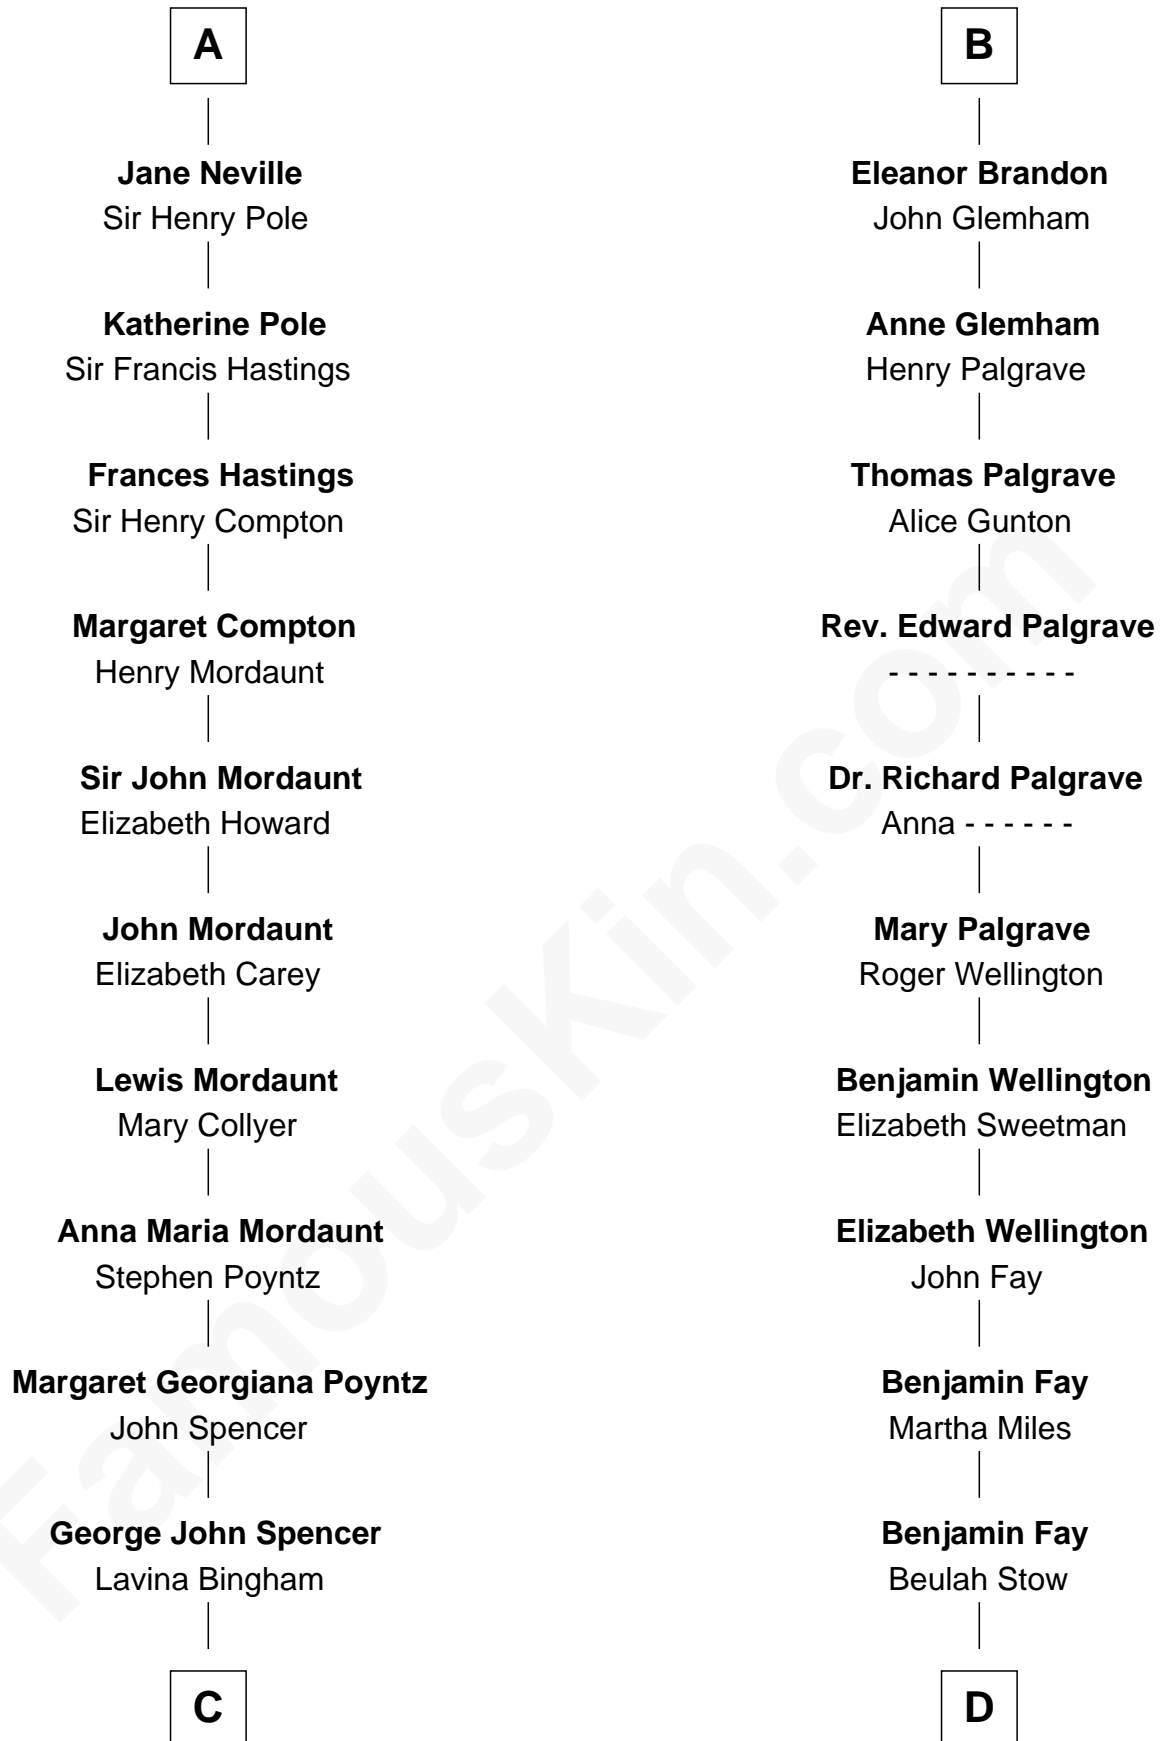 A
Jane Neville
Sir Henry Pole
Katherine Pole
Sir Francis Hastings
Frances Hastings
Sir Henry Compton
Margaret Compton
Henry Mordaunt
Sir John Mordaunt
Elizabeth Howard
John Mordaunt
Elizabeth Carey
Lewis Mordaunt
Mary Collyer
Anna Maria Mordaunt
Stephen Poyntz
Margaret Georgiana Poyntz
John Spencer
George John Spencer
Lavina Bingham
C
B
Eleanor Brandon
John Glemham
Anne Glemham
Henry Palgrave
Thomas Palgrave
Alice Gunton
Rev. Edward Palgrave
- - - - - - - - - -
Dr. Richard Palgrave
Anna - - - - - -
Mary Palgrave
Roger Wellington
Benjamin Wellington
Elizabeth Sweetman
Elizabeth Wellington
John Fay
Benjamin Fay
Martha Miles
Benjamin Fay
Beulah Stow
D
FamousKin.com